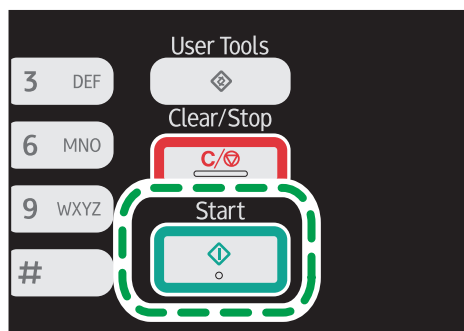 User Tools
3 DEF
Clear/Stop
6 MNO
C/
9 WXYZ
Start
#